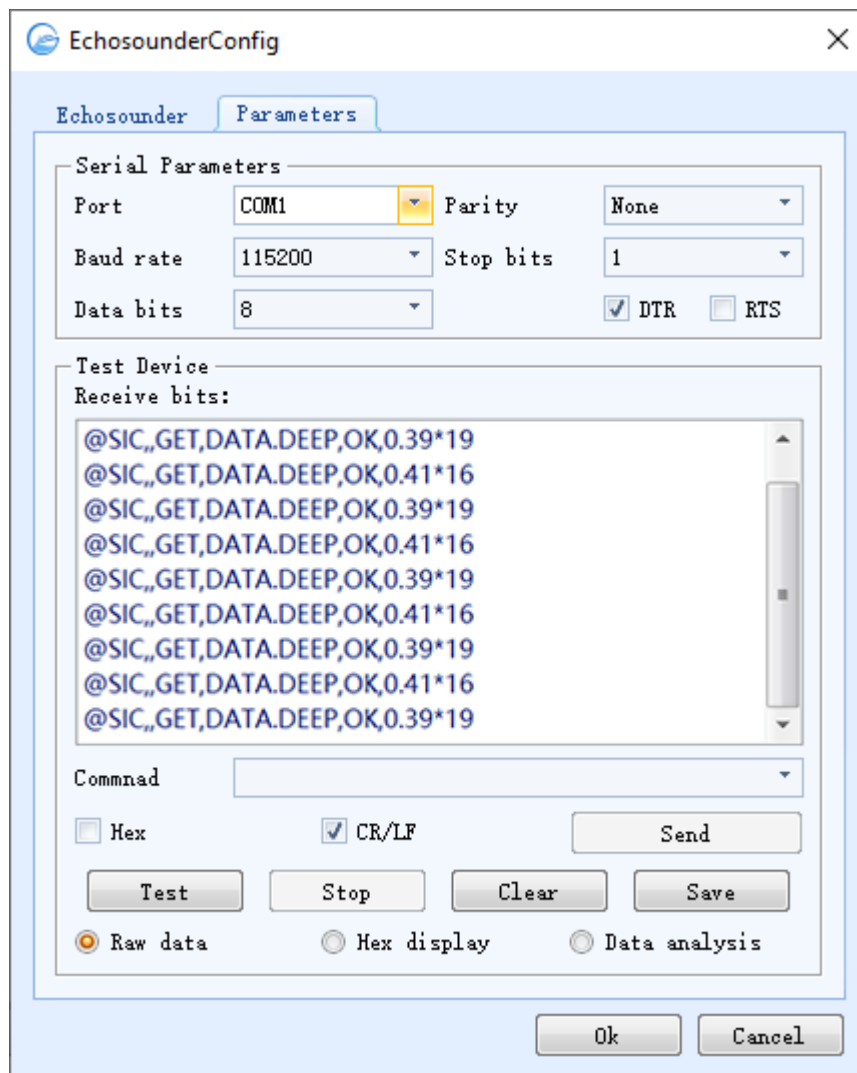 EchosounderConfig
Echosounder Parameters
Serial Parameters
Port COM1 Parity None
Baud rate 115200 Stop bits 1
Data bits 8 DTR RTS
Test Device
Receive bits:
@SIC,,GET,DATA.DEEP,OK,0.39*19
@SIC,,GET,DATA.DEEP,OK,0.41*16
@SIC,,GET,DATA.DEEP,OK,0.39*19
@SIC,,GET,DATA.DEEP,OK,0.41*16
@SIC,,GET,DATA.DEEP,OK,0.39*19
@SIC,,GET,DATA.DEEP,OK,0.41*16
@SIC,,GET,DATA.DEEP,OK,0.39*19
@SIC,,GET,DATA.DEEP,OK,0.41*16
@SIC,,GET,DATA.DEEP,OK,0.39*19
Commnad
Hex CR/LF Send
Test Stop Clear Save
Raw data Hex display Data analysis
Ok Cancel